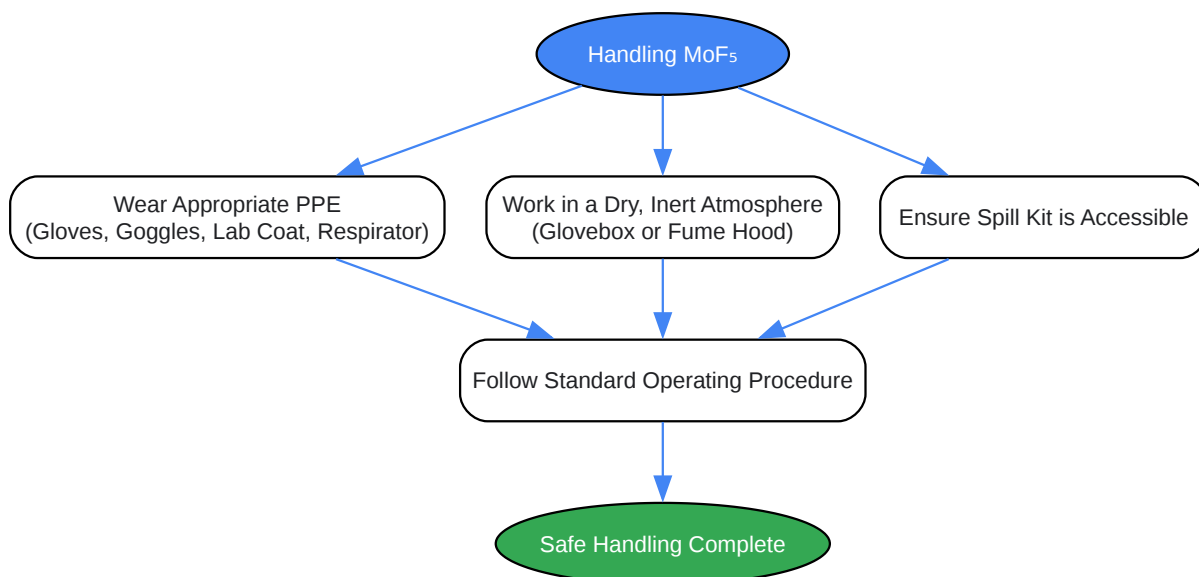 Handling MoF₅
Wear Appropriate PPE
(Gloves, Goggles, Lab Coat, Respirator)
Work in a Dry, Inert Atmosphere
(Glovebox or Fume Hood)
Ensure Spill Kit is Accessible
Follow Standard Operating Procedure
Safe Handling Complete